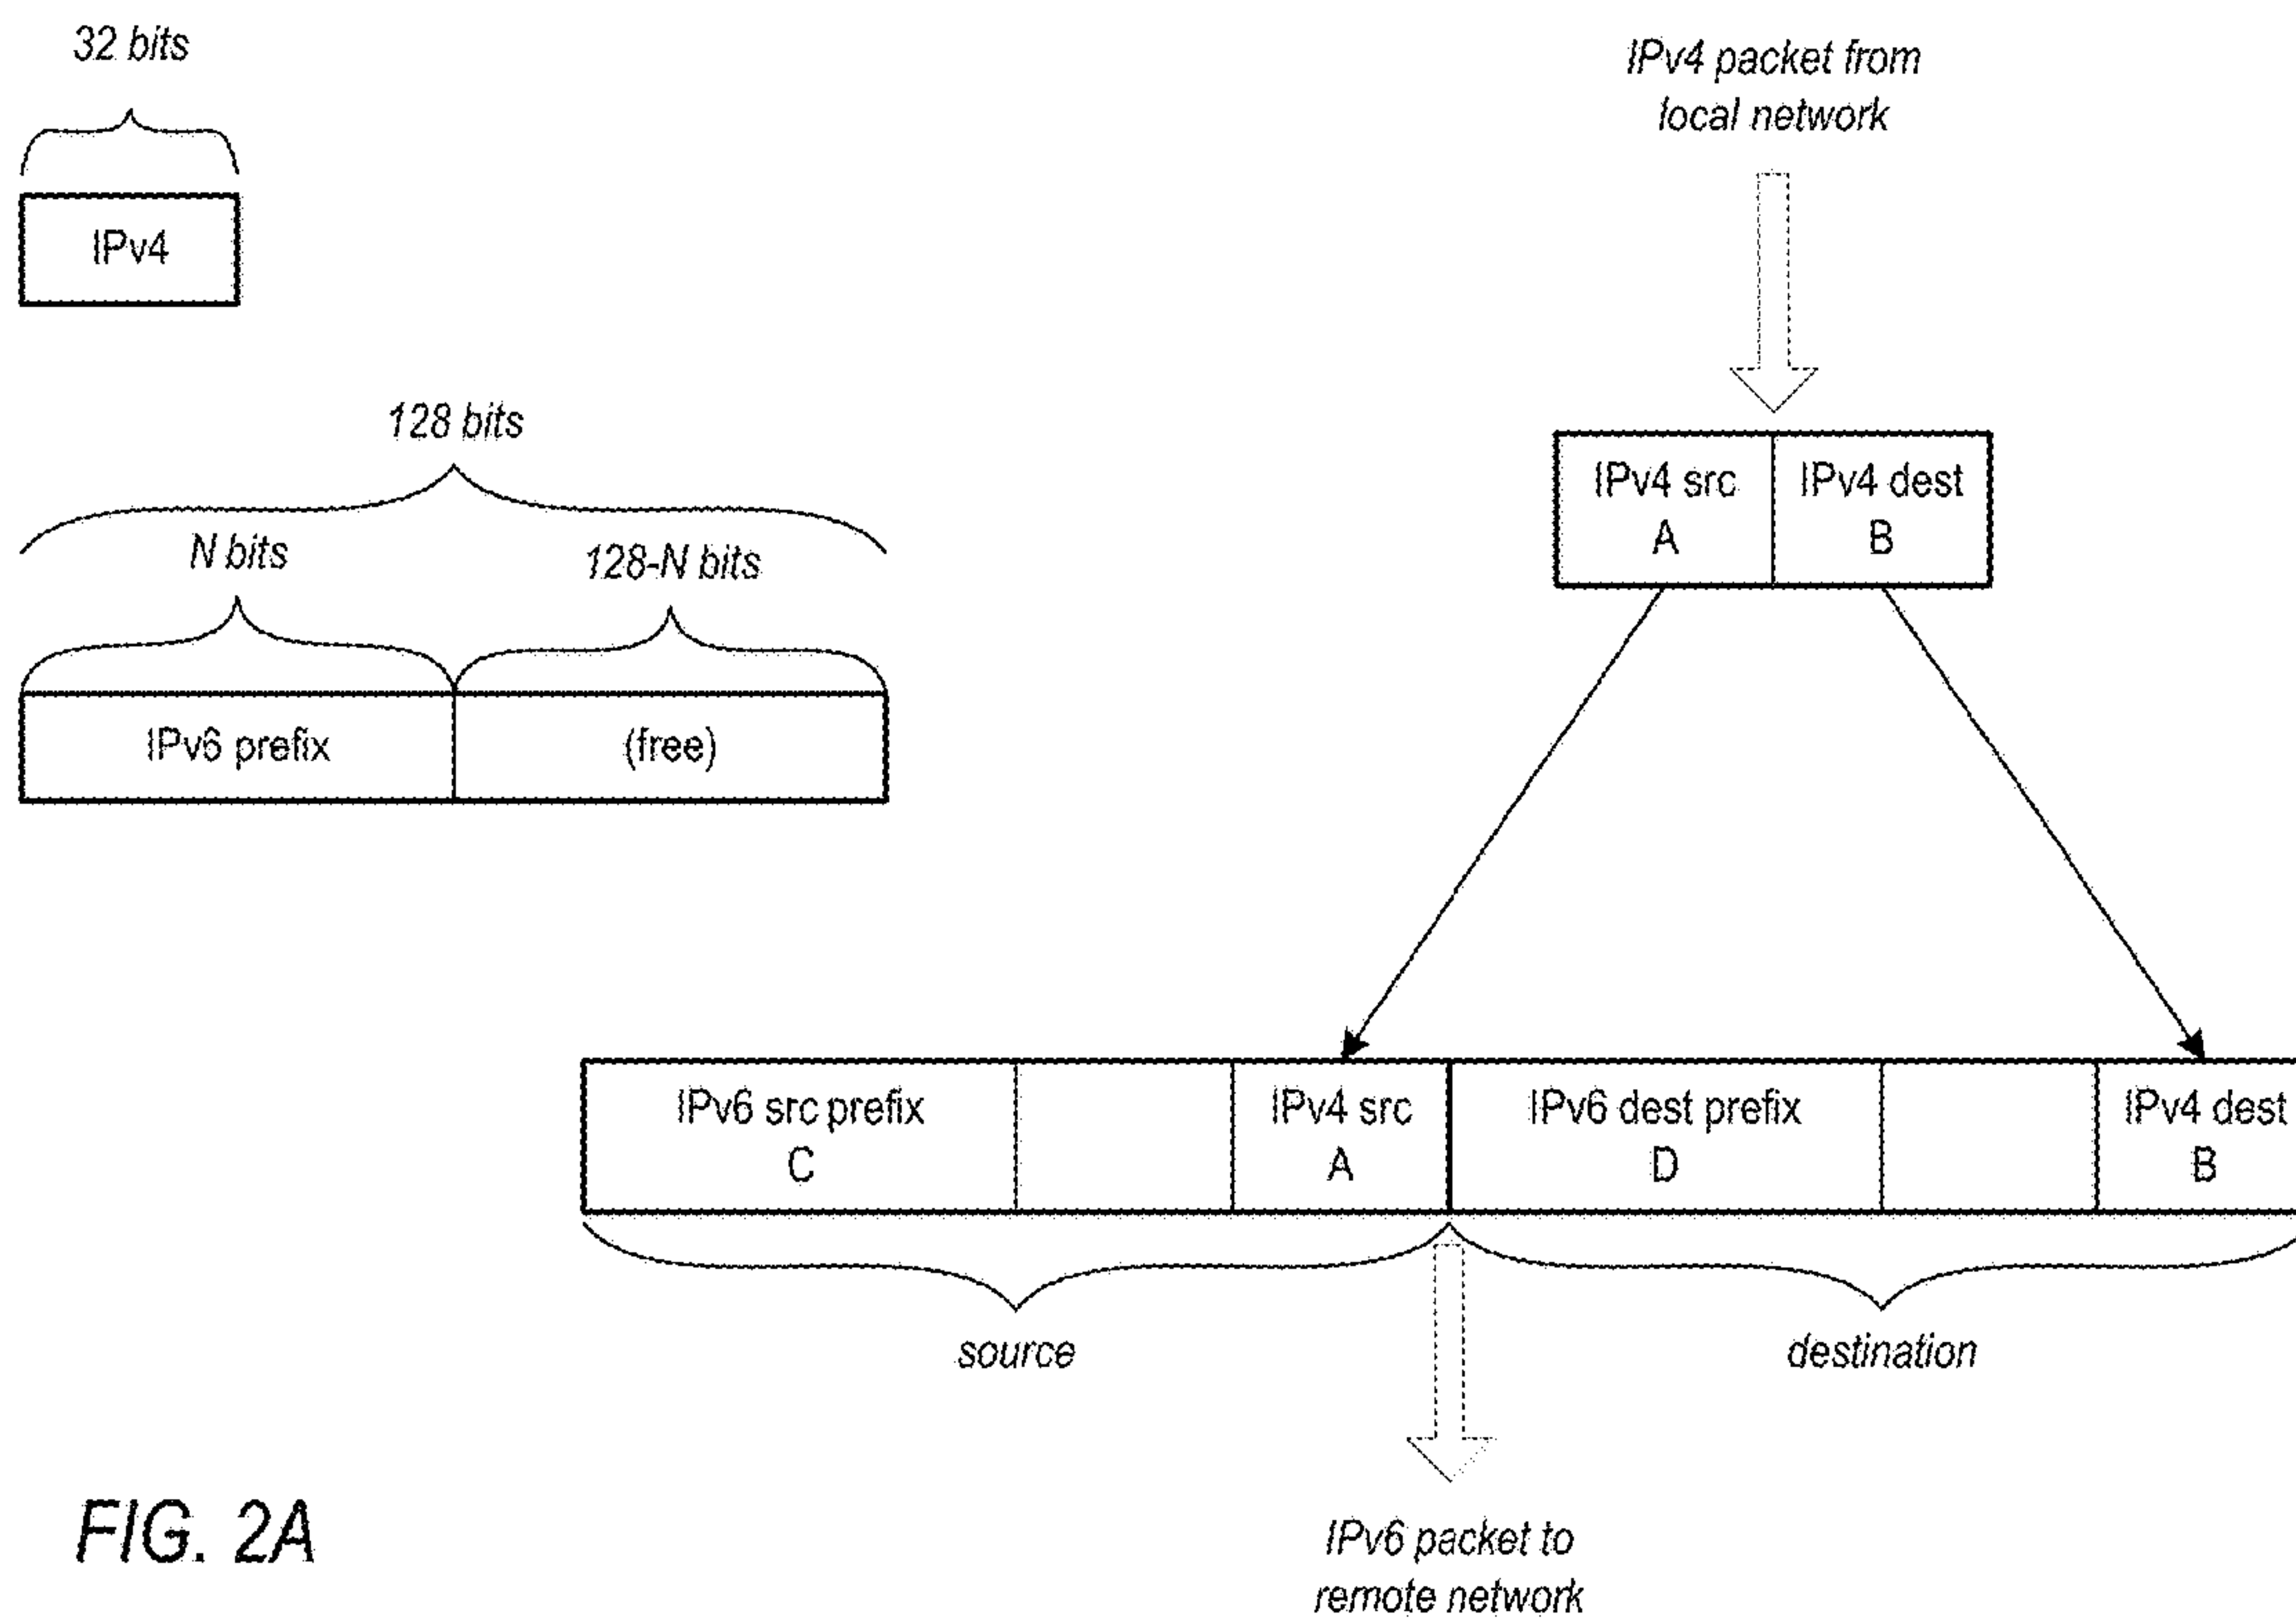 32 bits
IPv4
128 bits
N bits
128-N bits
IPv6 prefix
(free)
IPv4 packet from
local network
IPv4 src
A
IPv4 dest
B
IPv6 src prefix
C
IPv4 src
A
IPv6 dest prefix
D
IPv4 dest
B
source
destination
IPv6 packet to
remote network
FIG. 2A